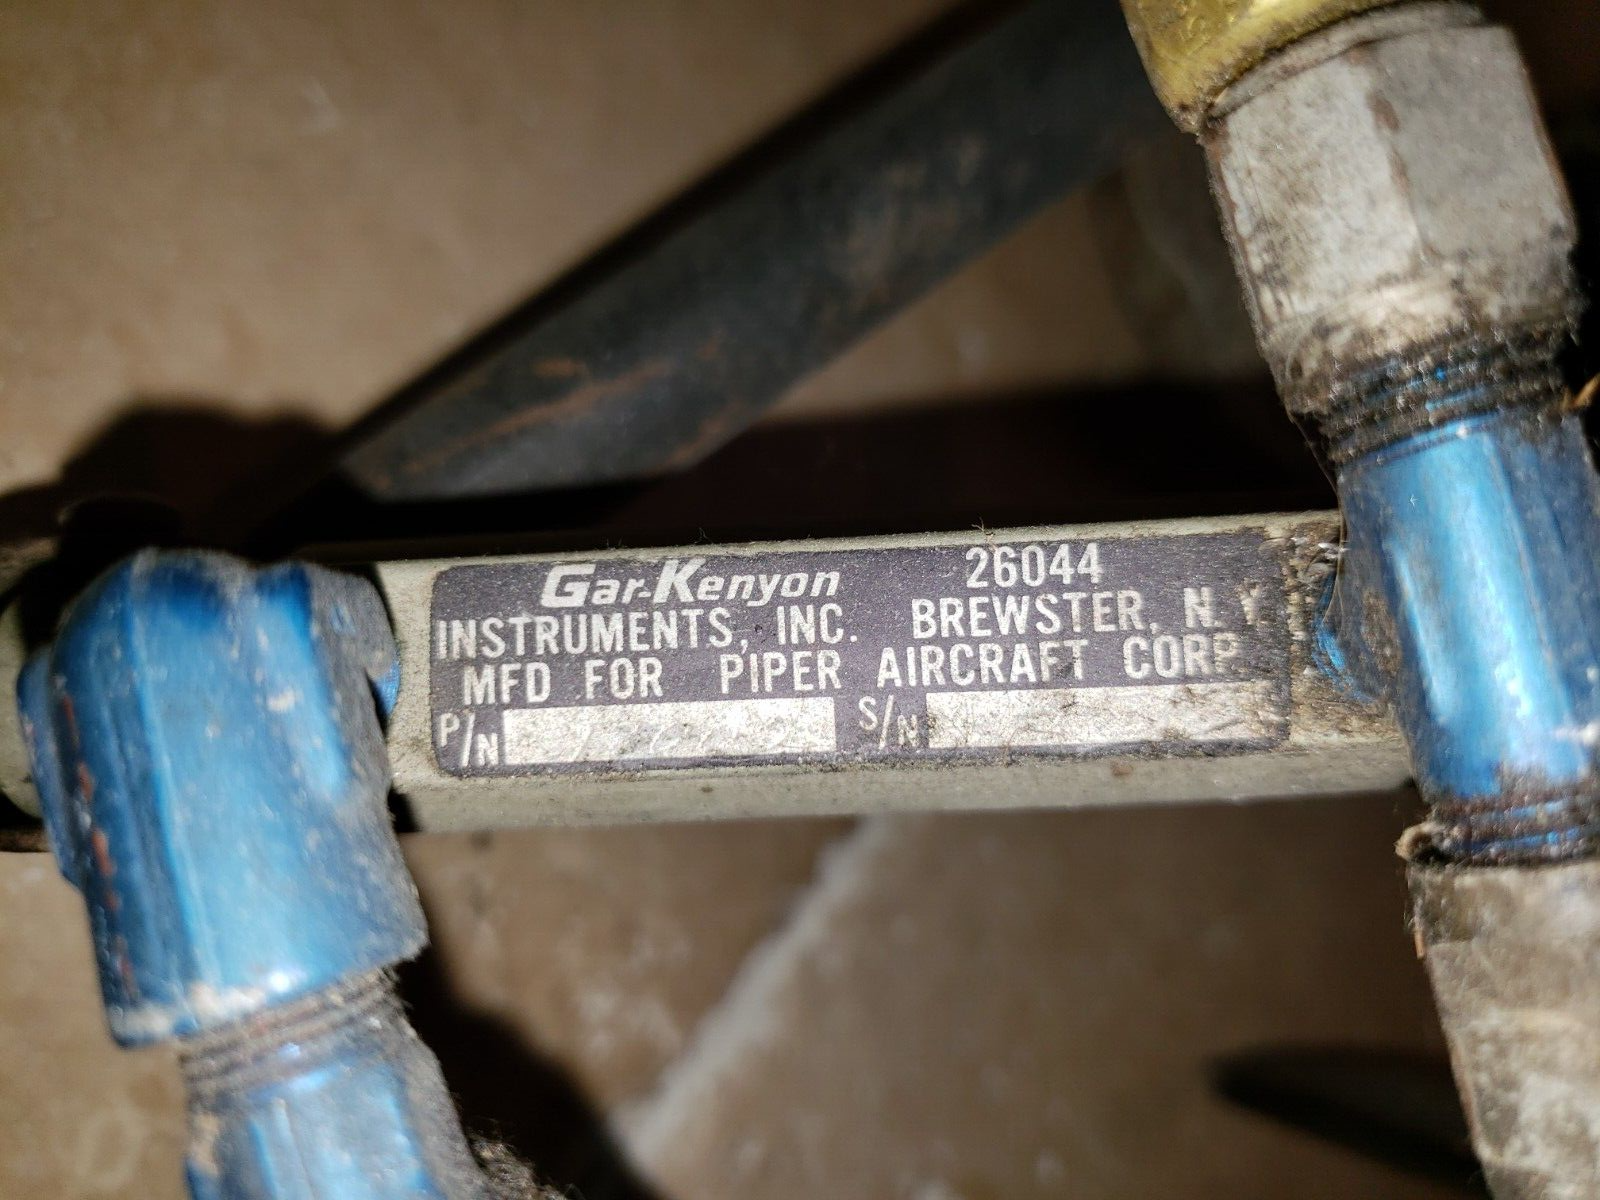 Gar-Kenyon 26044
INSTRUMENTS, INC. BREWSTER, N.Y.
MFD FOR PIPER AIRCRAFT CORP
P/N S/N